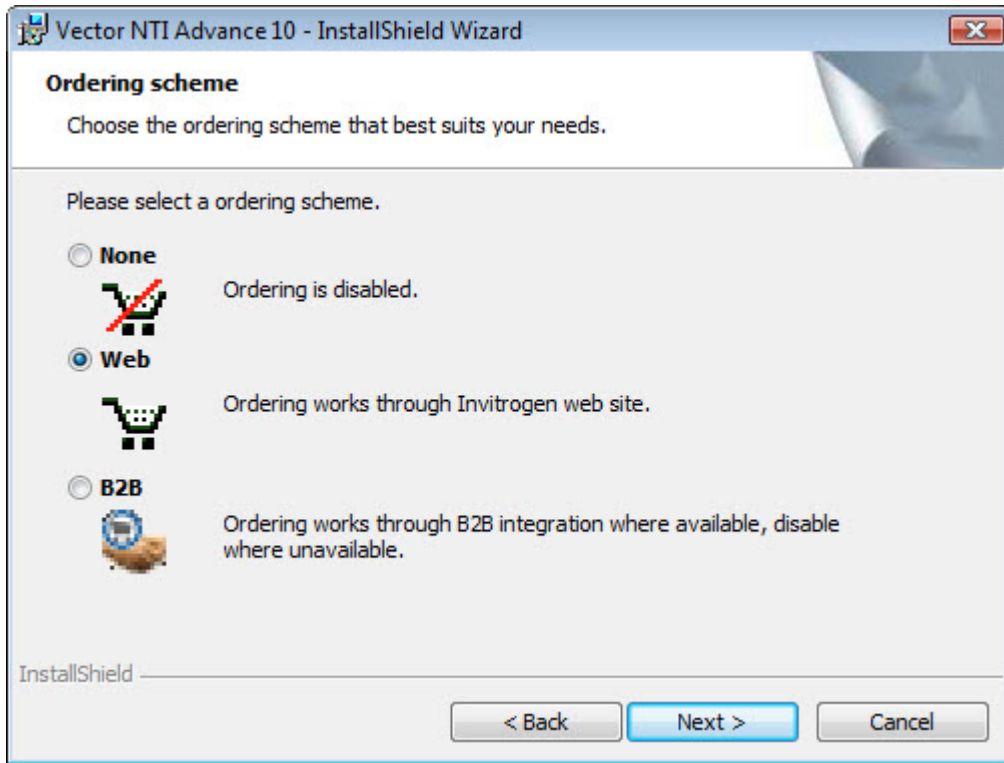 Vector NTI Advance 10 - InstallShield Wizard
Ordering scheme
Choose the ordering scheme that best suits your needs.
Please select a ordering scheme.
None
Ordering is disabled.
Web
Ordering works through Invitrogen web site.
B2B
Ordering works through B2B integration where available, disable
where unavailable.
InstallShield
< Back
Next >
Cancel